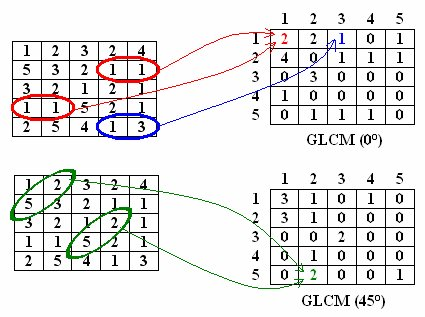 1 2 3 2 4
5 3 2 1 1
3 2 1 2 1
1 1 5 2 1
2 5 4 1 3
1 2 3 4 5
1 2 2 1 0 1
2 4 0 1 1 1
3 0 3 0 0 0
4 1 0 0 0 0
5 0 1 1 1 0
GLCM (0º)
1 2 3 2 4
5 3 2 1 1
3 2 1 2 1
1 1 5 2 1
2 5 4 1 3
1 2 3 4 5
1 3 1 0 1 0
2 3 1 0 0 0
3 0 0 2 0 0
4 0 1 0 0 0
5 0 2 0 0 1
GLCM (45º)